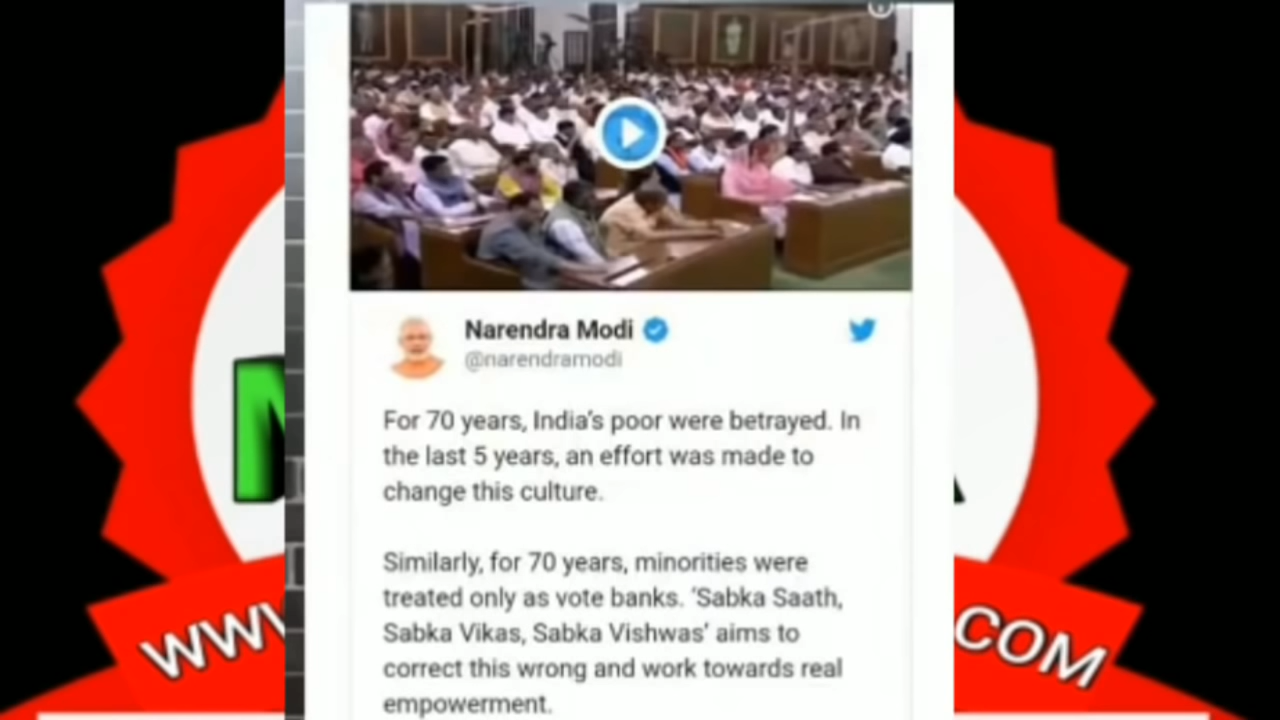 Narendra Modi
@narendramodi
For 70 years, India's poor were betrayed. In
the last 5 years, an effort was made to
change this culture.
Similarly, for 70 years, minorities were
treated only as vote banks. 'Sabka Saath,
Sabka Vikas, Sabka Vishwas' aims to
correct this wrong and work towards real
empowerment.
WWW
COM